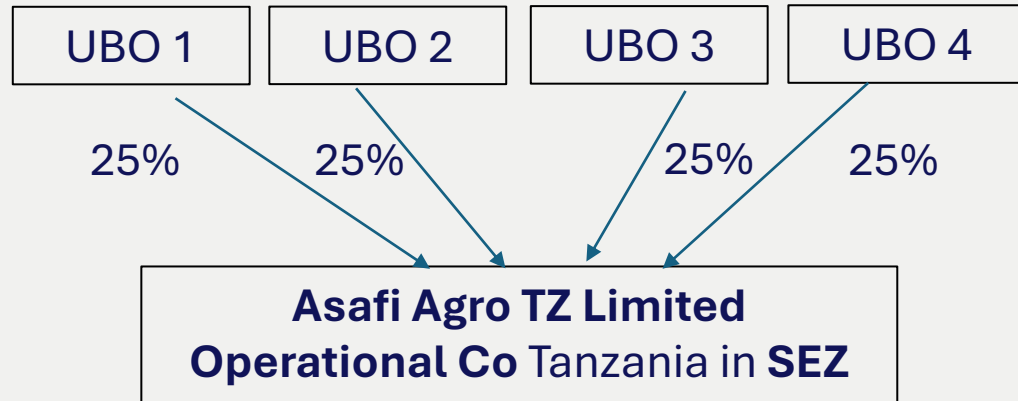 UBO 1
UBO 2
UBO 3
UBO 4
25%
25%
25%
25%
Asafi Agro TZ Limited
Operational Co Tanzania in SEZ